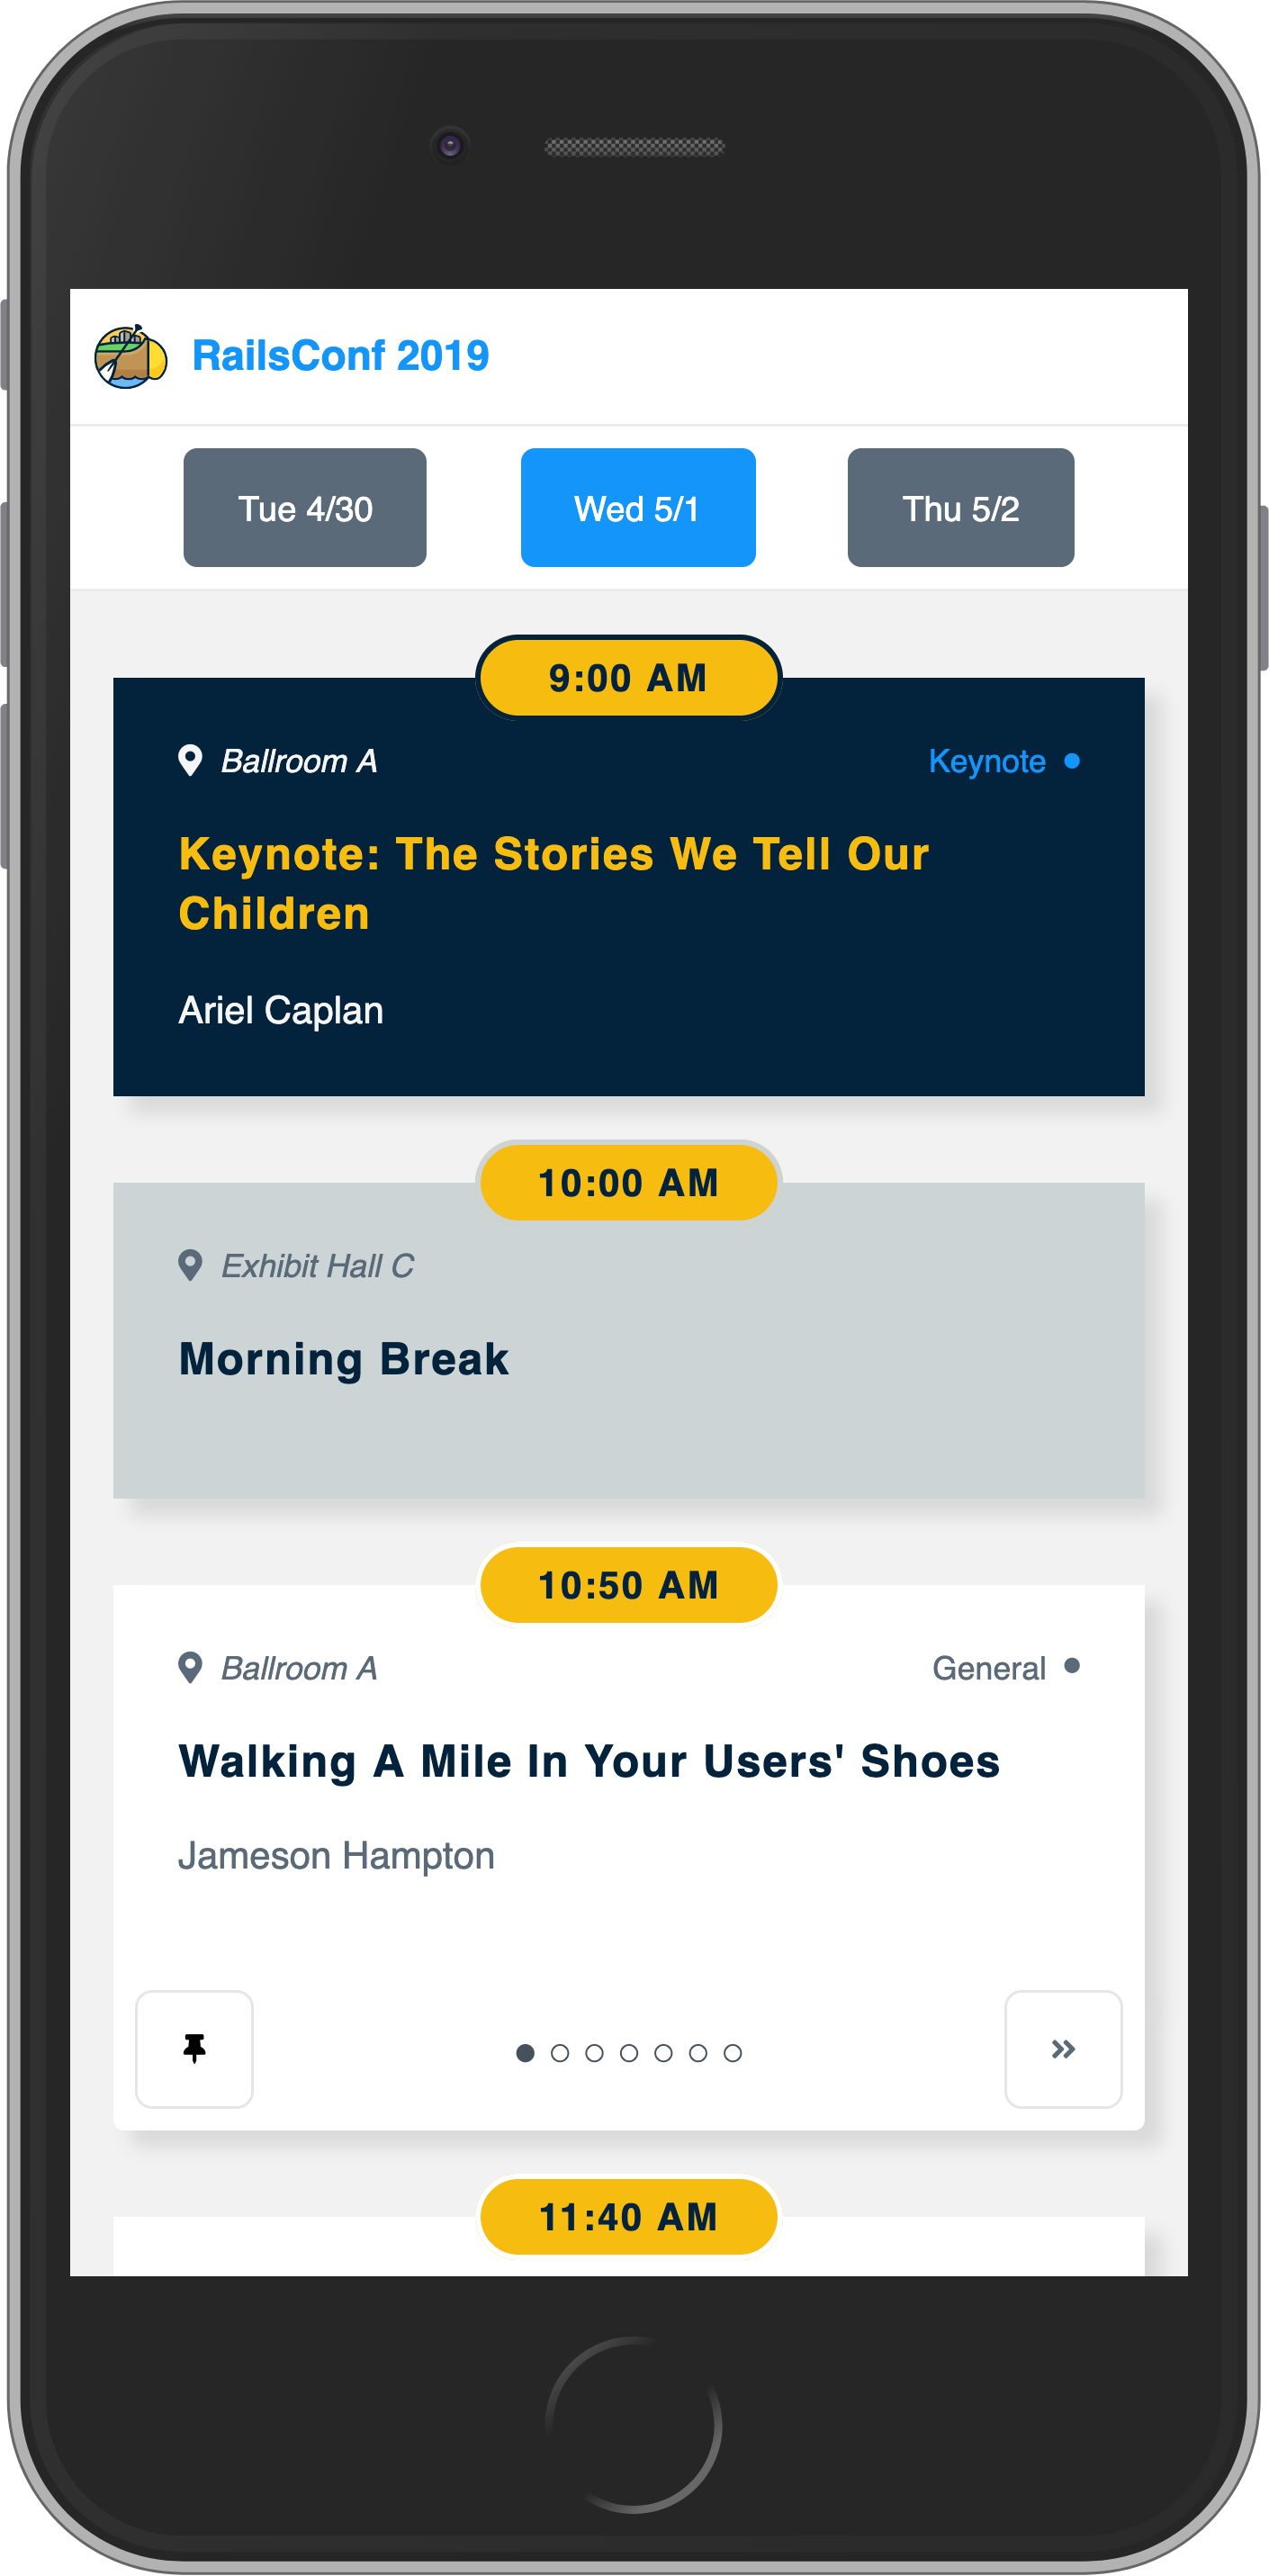 RailsConf 2019
Tue 4/30
Wed 5/1
Thu 5/2
9:00 AM
Ballroom A
Keynote
Keynote: The Stories We Tell Our
Children
Ariel Caplan
10:00 AM
Exhibit Hall C
Morning Break
10:50 AM
Ballroom A
General
Walking A Mile In Your Users' Shoes
Jameson Hampton
11:40 AM